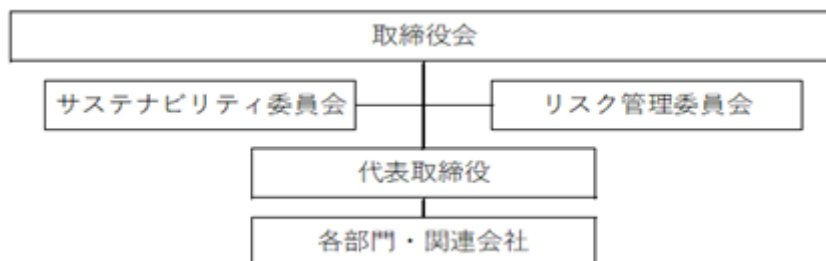 取締役会
サステナビリティ委員会
リスク管理委員会
代表取締役
各部門・関連会社